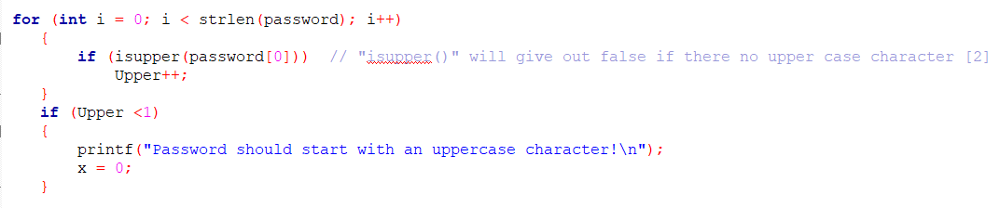 for (int i = 0; i < strlen(password); i++)
{
if (isupper(password[0])) // "isupper()" will give out false if there no upper case character [2]
Upper++;
}
if (Upper <1)
{
printf("Password should start with an uppercase character!\n");
x = 0;
}